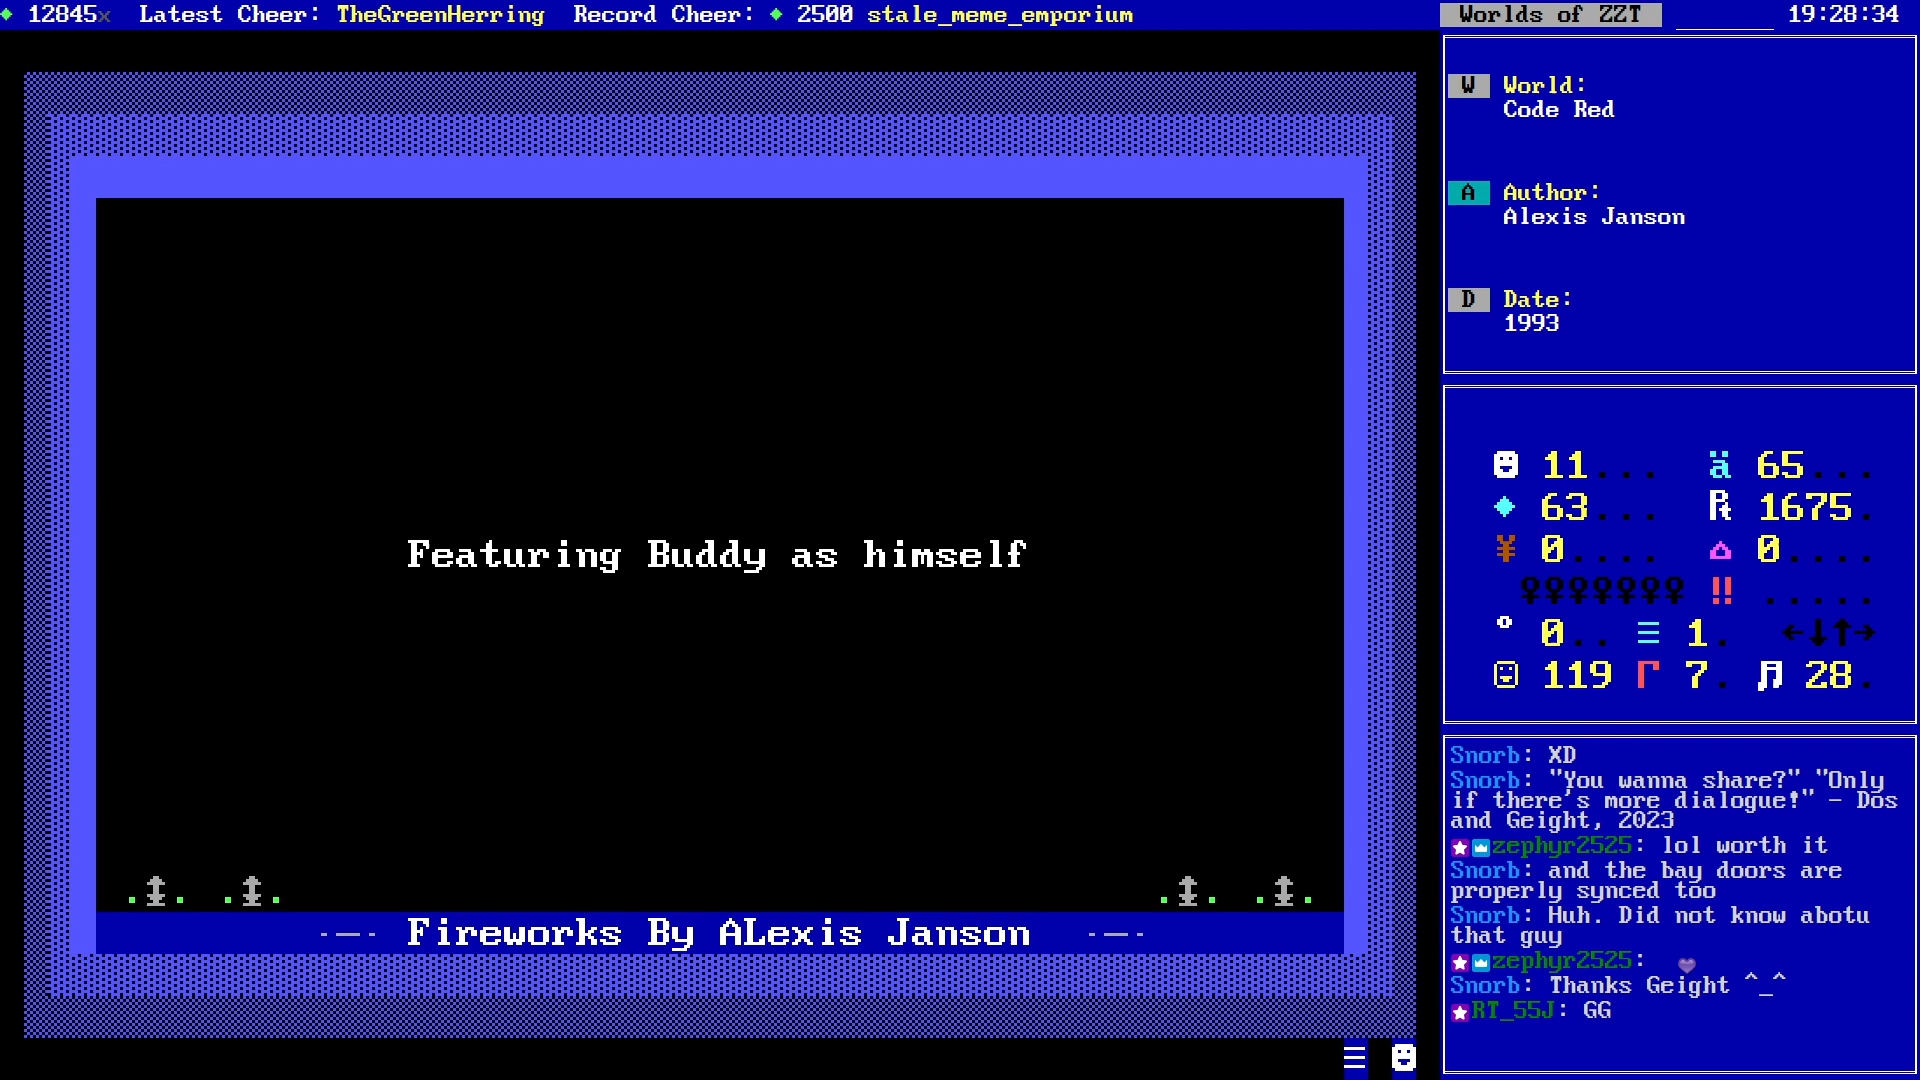 12845x Latest Cheer: TheGreenHerring Record Cheer: 2500 stale_meme_emporium
Worlds of ZZT 19:28:34
W World:
Code Red
A Author:
Alexis Janson
D Date:
1993
Featuring Buddy as himself
Fireworks By ALexis Janson
11 ä 65
63 ℞ 1675
¥ 0 0
‼
° 0 ≡ 1 ←↓↑→
119 Γ 7 ♬ 28
Snorb: XD
Snorb: "You wanna share?" "Only
if there's more dialogue!" - Dos
and Geight, 2023
zephyr2525: lol worth it
Snorb: and the bay doors are
properly synced too
Snorb: Huh. Did not know abotu
that guy
zephyr2525: 💜
Snorb: Thanks Geight ^_^
RT_55J: GG